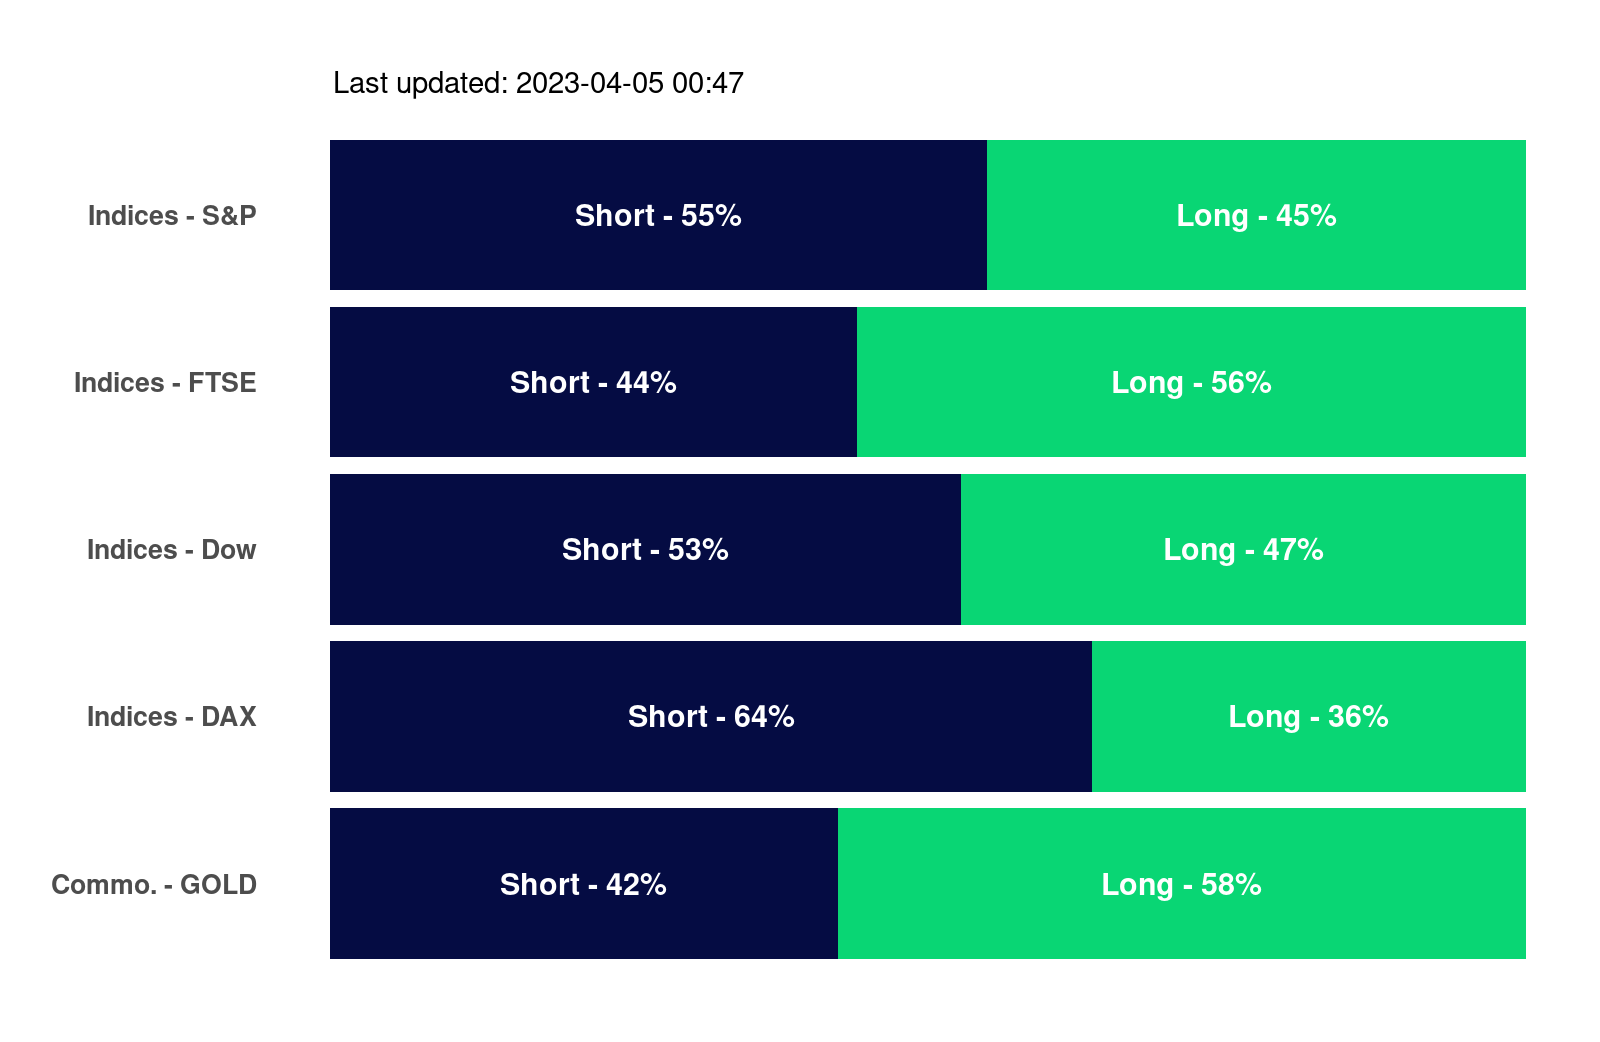 Last updated: 2023-04-05 00:47
Indices - S&P Short - 55% Long - 45%
Indices - FTSE Short - 44% Long - 56%
Indices - Dow Short - 53% Long - 47%
Indices - DAX Short - 64% Long - 36%
Commo. - GOLD Short - 42% Long - 58%